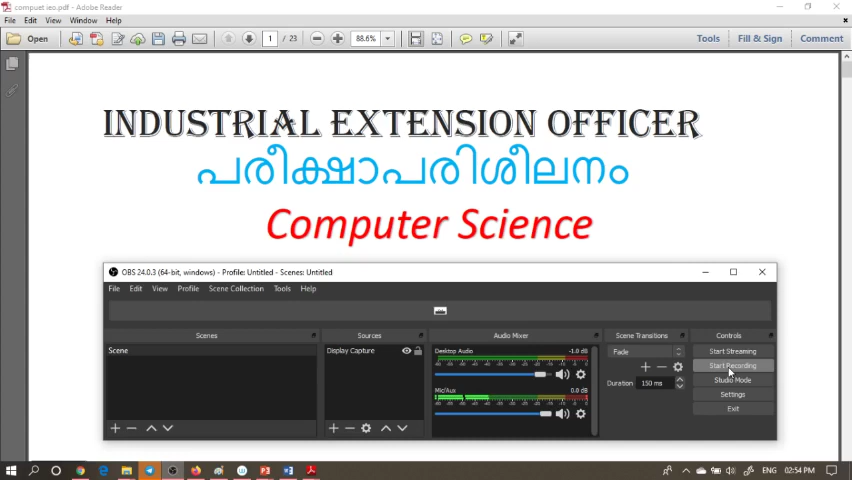 compuet ieo.pdf - Adobe Reader
File Edit View Window Help
Open 1 / 23 88.6% Tools Fill & Sign Comment
INDUSTRIAL EXTENSION OFFICER
പരീക്ഷാപരിശീലനം
Computer Science
OBS 24.0.3 (64-bit, windows) - Profile: Untitled - Scenes: Untitled
File Edit View Profile Scene Collection Tools Help
Scenes Sources Audio Mixer Scene Transitions Controls
Scene Display Capture Desktop Audio -1.0 dB Fade Start Streaming
Start Recording
Mic/Aux 0.0 dB Duration 150 ms Studio Mode
Settings
Exit
ENG 02:54 PM